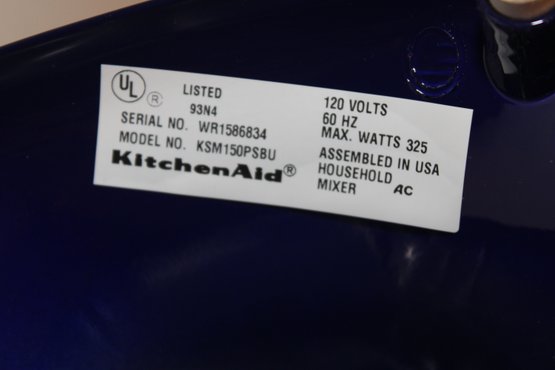 UL ® LISTED
93N4
SERIAL NO. WR1586834
MODEL NO. KSM150PSBU
KitchenAid®
120 VOLTS
60 HZ
MAX. WATTS 325
ASSEMBLED IN USA
HOUSEHOLD
MIXER AC